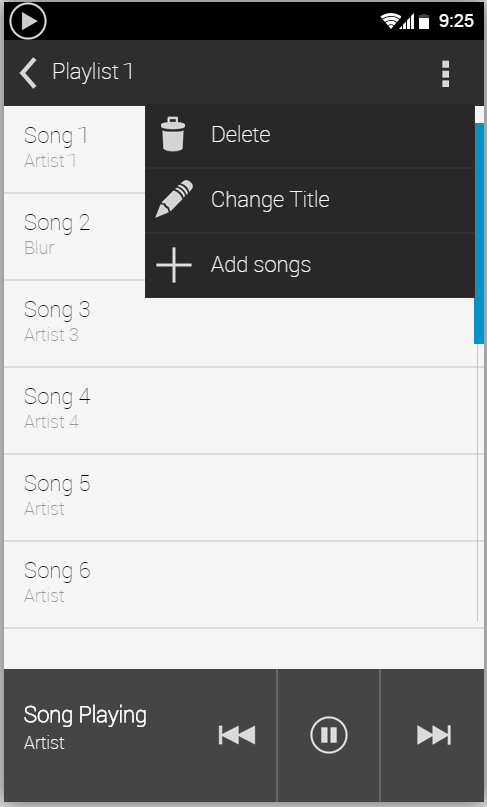 9:25
Playlist 1
Song 1
Artist 1
Delete
Change Title
Add songs
Song 2
Blur
Song 3
Artist 3
Song 4
Artist 4
Song 5
Artist
Song 6
Artist
Song Playing
Artist